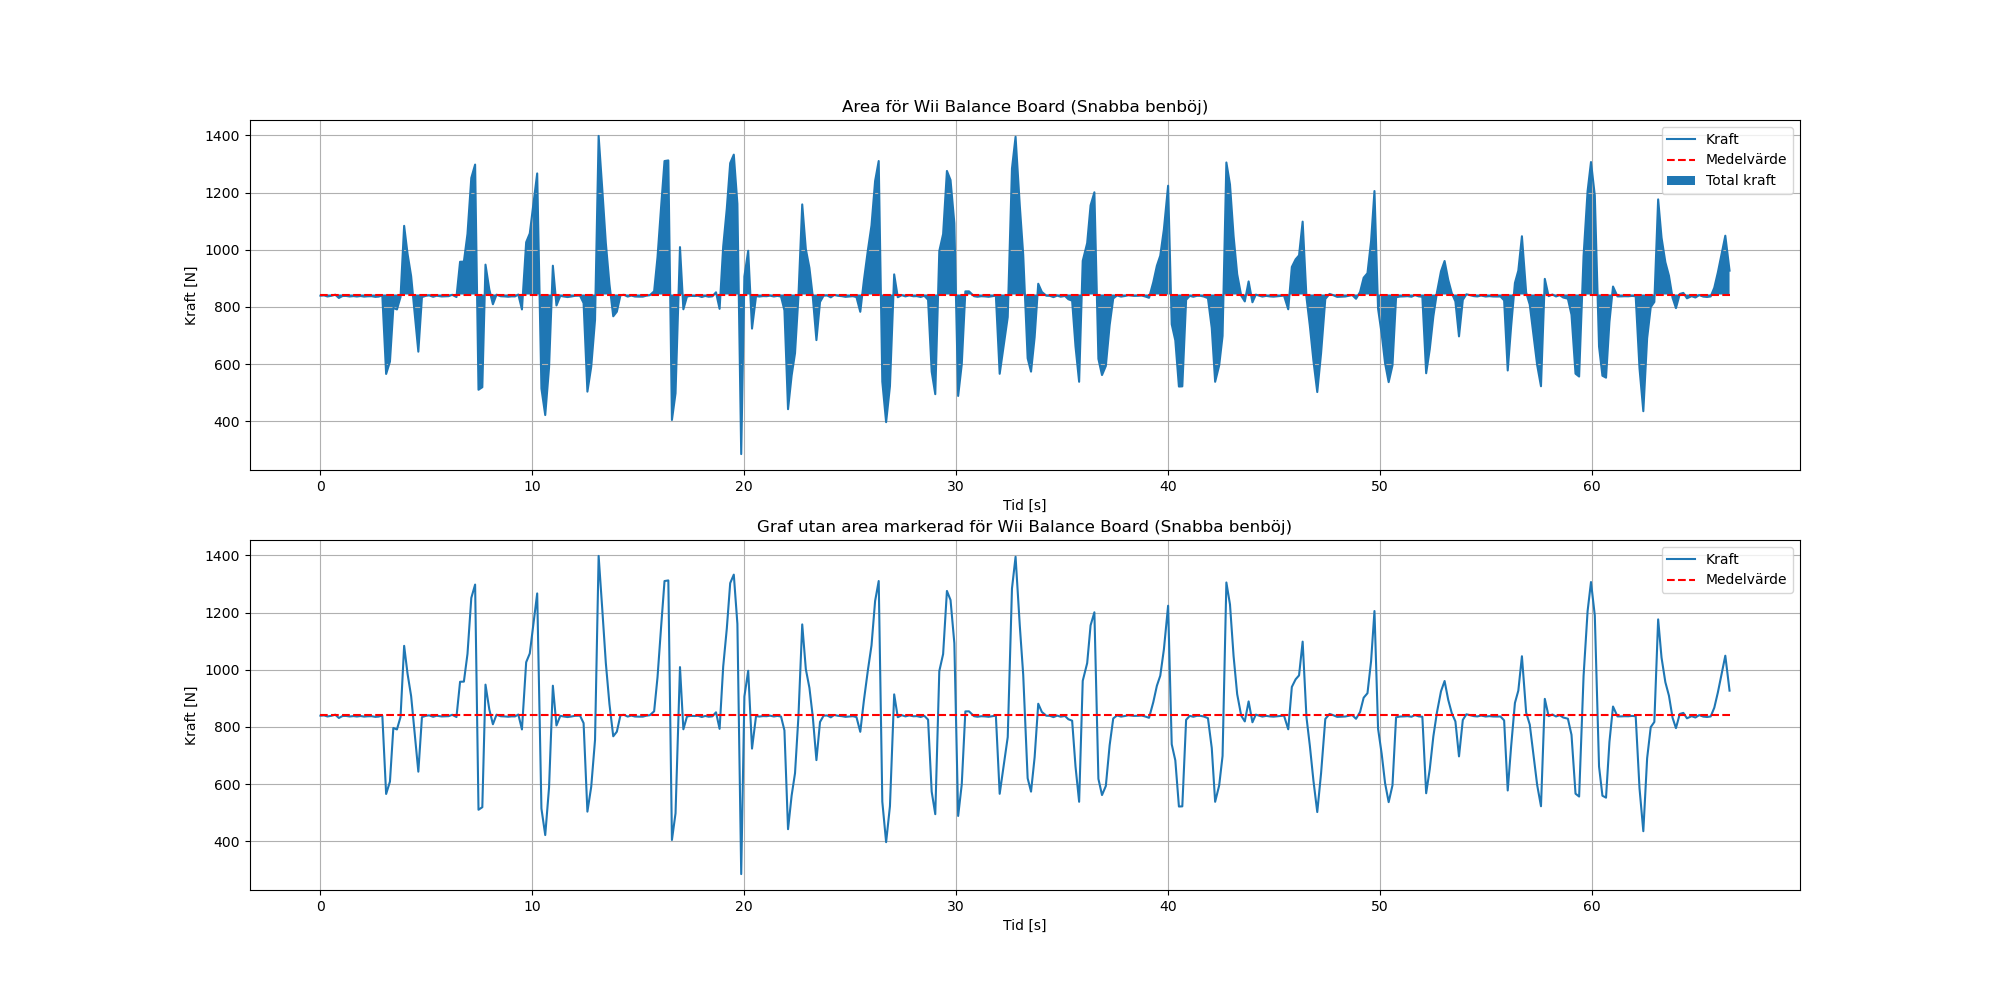 Area för Wii Balance Board (Snabba benböj)
Kraft [N]
1400
1200
1000
800
600
400
Kraft
Medelvärde
Total kraft
0 10 20 30 40 50 60
Tid [s]
Graf utan area markerad för Wii Balance Board (Snabba benböj)
Kraft [N]
1400
1200
1000
800
600
400
Kraft
Medelvärde
0 10 20 30 40 50 60
Tid [s]